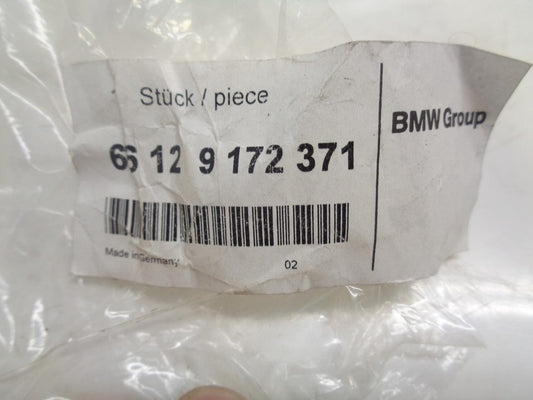 Stück / piece
BMW Group
66 12 9 172 371
Made in Germany
02